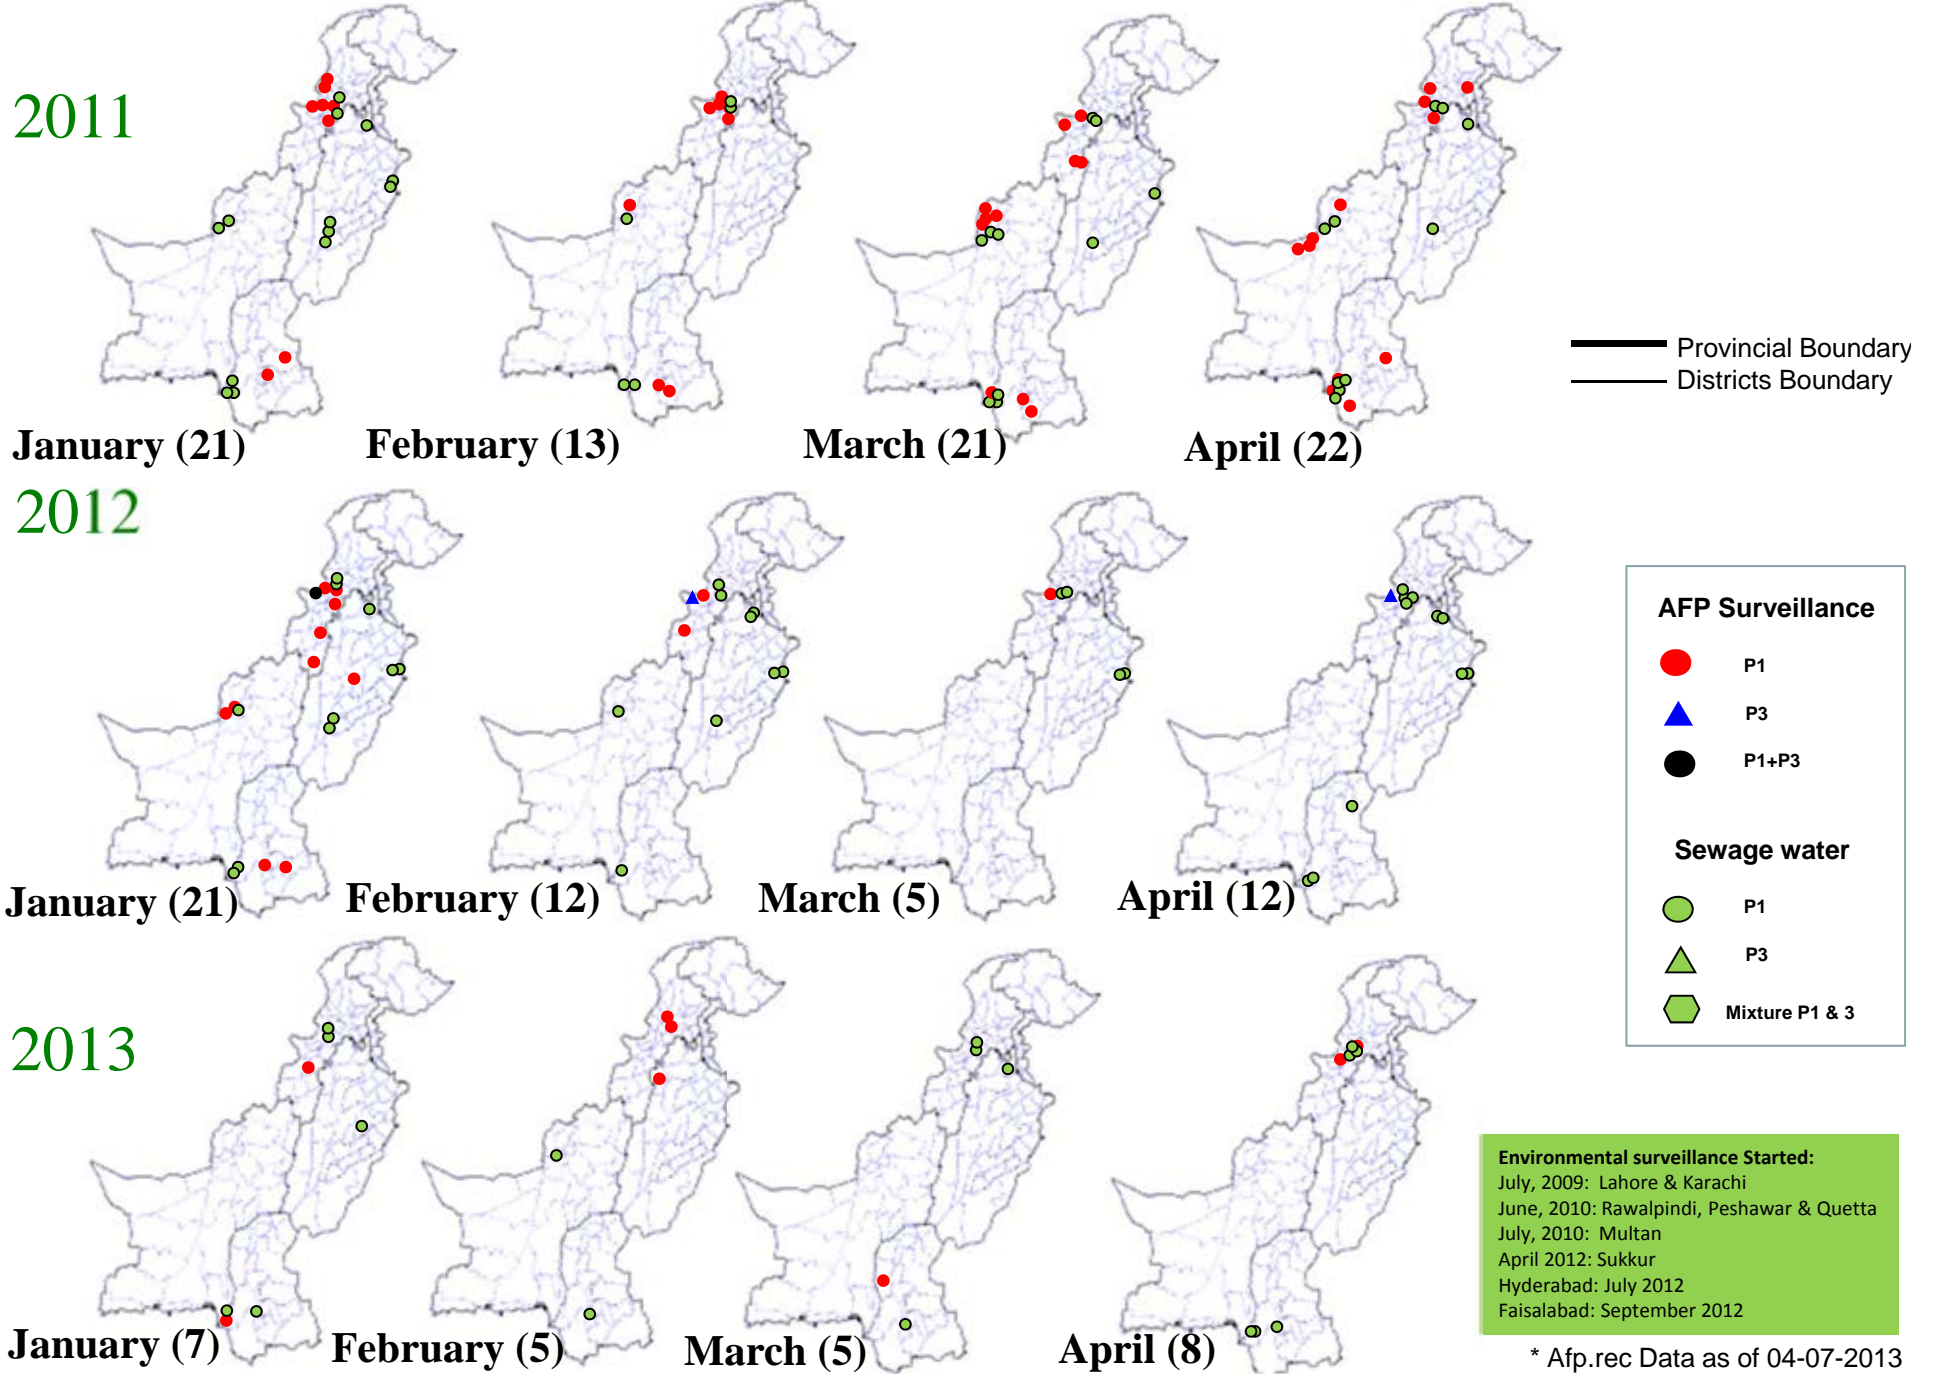 2011
January (21)
February (13)
March (21)
April (22)
Provincial Boundary
Districts Boundary
2012
January (21)
February (12)
March (5)
April (12)
AFP Surveillance
P1
P3
P1+P3
Sewage water
P1
P3
Mixture P1 & 3
2013
January (7)
February (5)
March (5)
April (8)
Environmental surveillance Started:
July, 2009: Lahore & Karachi
June, 2010: Rawalpindi, Peshawar & Quetta
July, 2010: Multan
April 2012: Sukkur
Hyderabad: July 2012
Faisalabad: September 2012
* Afp.rec Data as of 04-07-2013